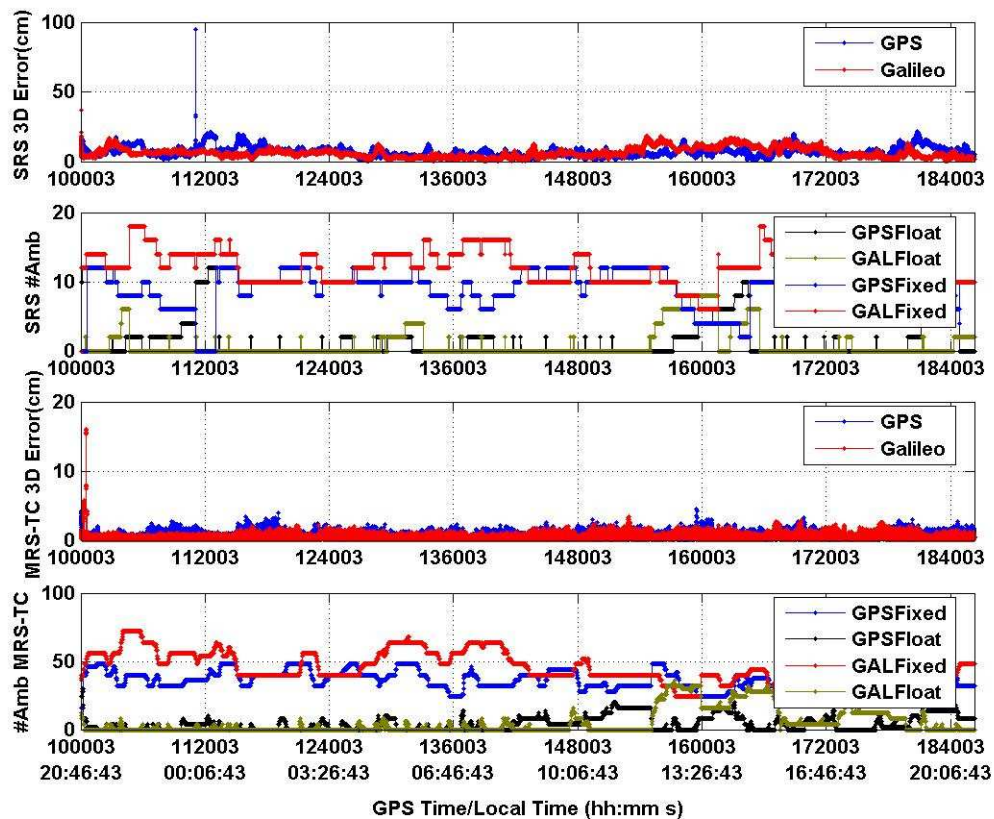 SRS 3D Error(cm)
100
50
0
GPS
Galileo
100003 112003 124003 136003 148003 160003 172003 184003
SRS #Amb
20
10
0
GPSFloat
GALFloat
GPSFixed
GALFixed
100003 112003 124003 136003 148003 160003 172003 184003
MRS-TC 3D Error(cm)
20
10
0
GPS
Galileo
100003 112003 124003 136003 148003 160003 172003 184003
#Amb MRS-TC
100
50
0
GPSFixed
GPSFloat
GALFixed
GALFloat
100003 112003 124003 136003 148003 160003 172003 184003
20:46:43 00:06:43 03:26:43 06:46:43 10:06:43 13:26:43 16:46:43 20:06:43
GPS Time/Local Time (hh:mm s)